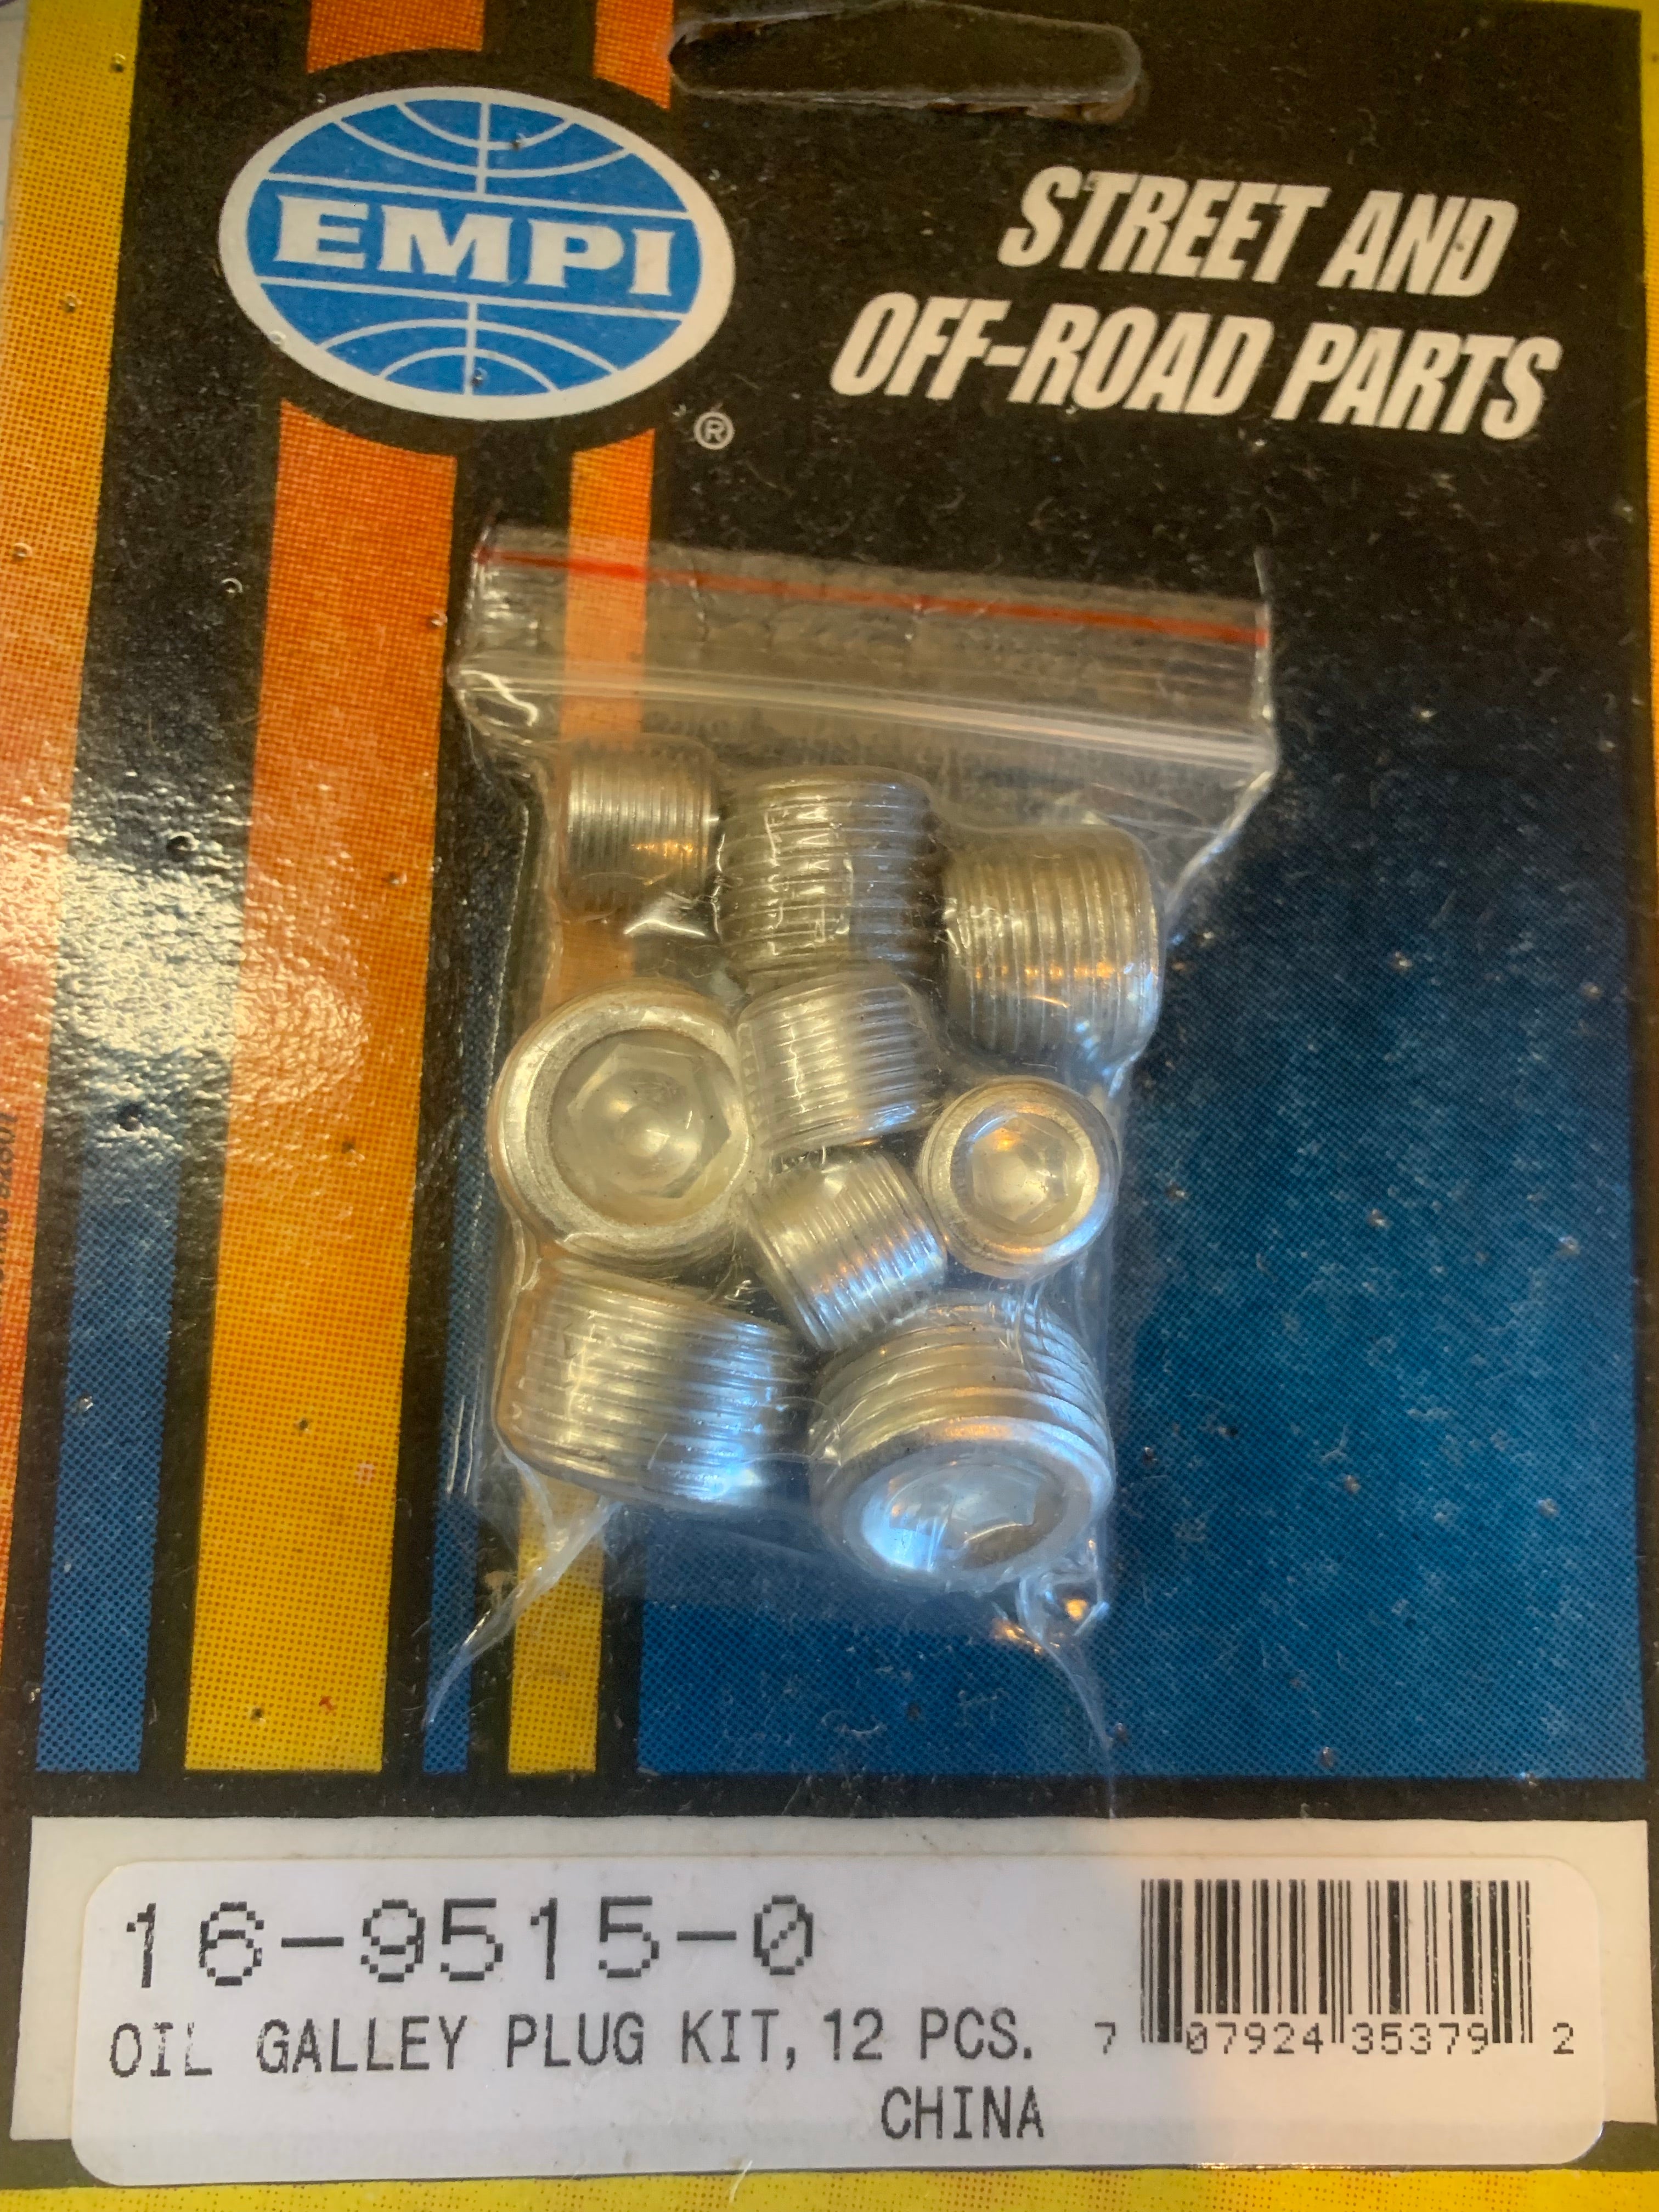 EMPI
®
STREET AND
OFF-ROAD PARTS
16-9515-0
OIL GALLEY PLUG KIT, 12 PCS.
CHINA
7 07924 35379 2